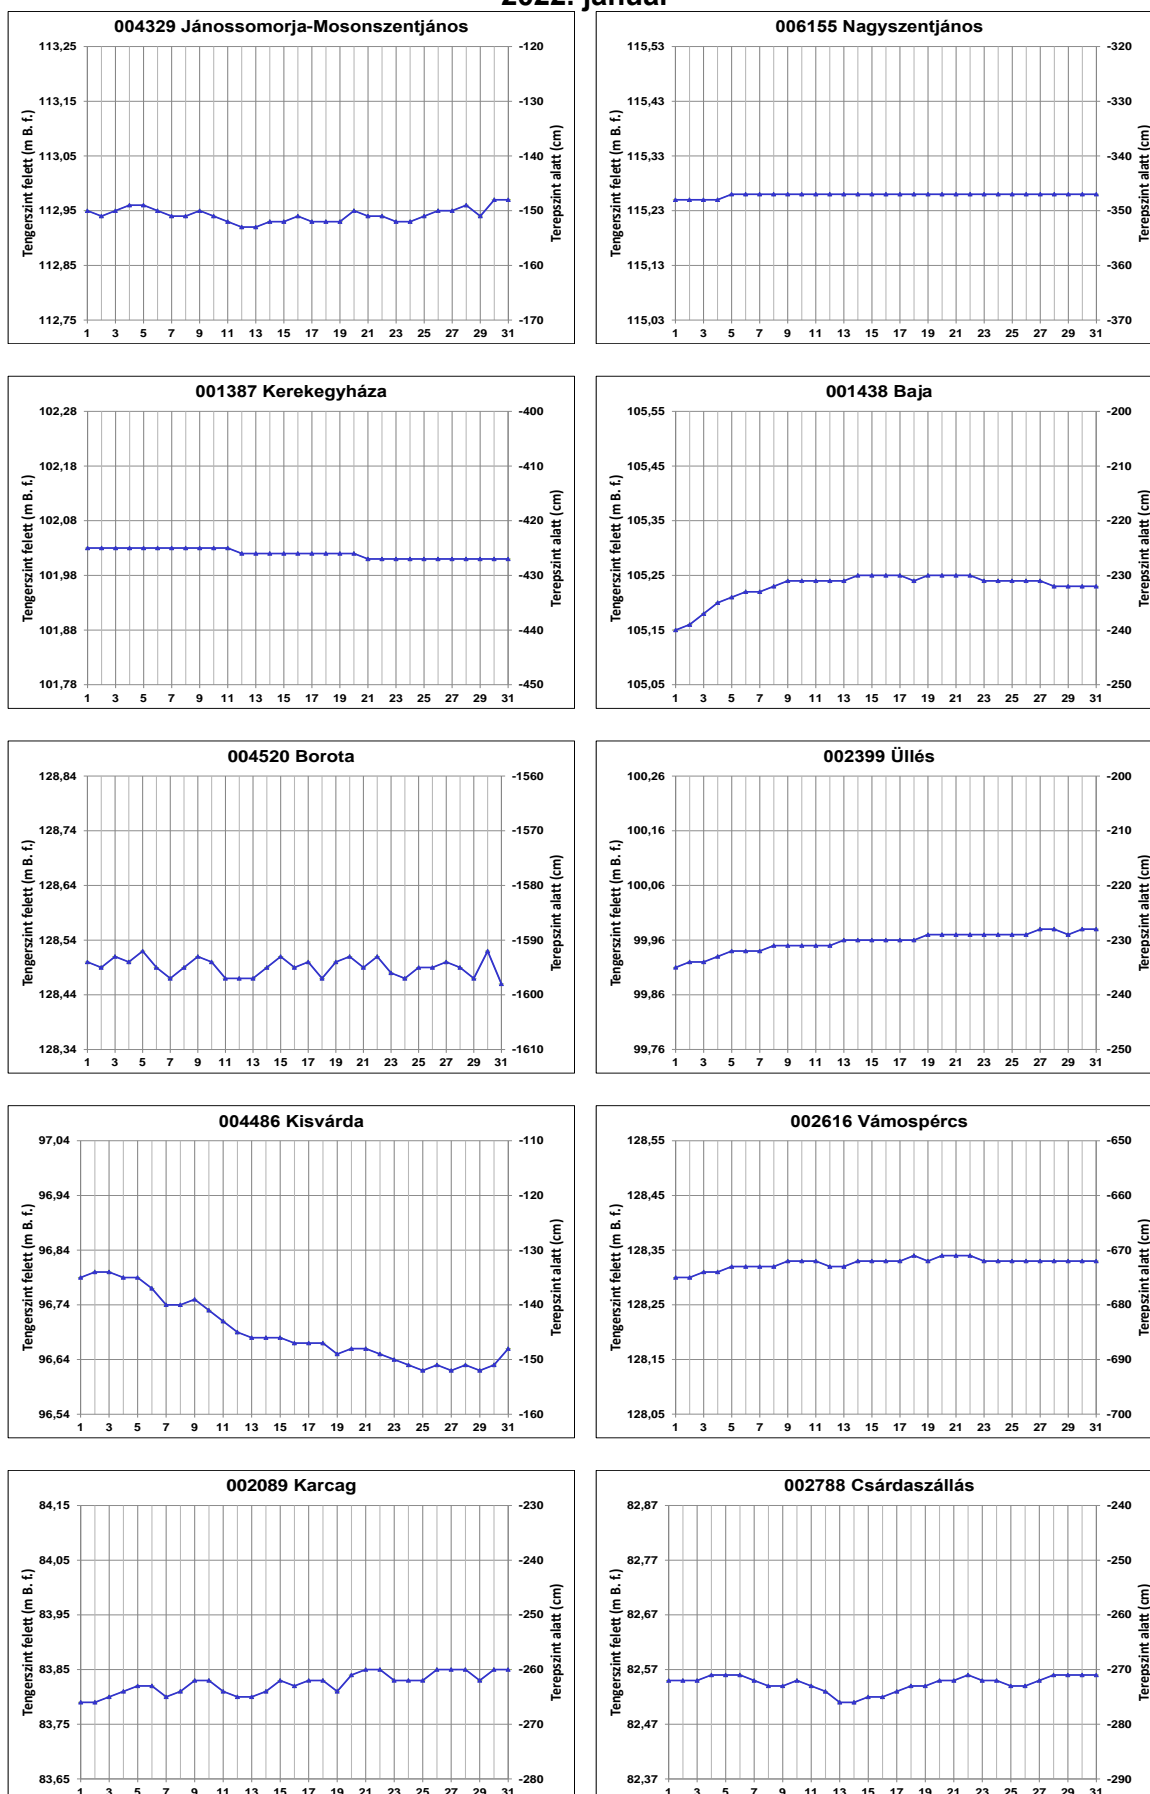 2022. január
004329 Jánossomorja-Mosonszentjános
113,25
113,15
113,05
112,95
112,85
112,75
-120
-130
-140
-150
-160
-170
1 3 5 7 9 11 13 15 17 19 21 23 25 27 29 31
Tengerszint felett (m B. f.)
Terepszint alatt (cm)
006155 Nagyszentjános
115,53
115,43
115,33
115,23
115,13
115,03
-320
-330
-340
-350
-360
-370
1 3 5 7 9 11 13 15 17 19 21 23 25 27 29 31
Tengerszint felett (m B. f.)
Terepszint alatt (cm)
001387 Kerekegyháza
102,28
102,18
102,08
101,98
101,88
101,78
-400
-410
-420
-430
-440
-450
1 3 5 7 9 11 13 15 17 19 21 23 25 27 29 31
Tengerszint felett (m B. f.)
Terepszint alatt (cm)
001438 Baja
105,55
105,45
105,35
105,25
105,15
105,05
-200
-210
-220
-230
-240
-250
1 3 5 7 9 11 13 15 17 19 21 23 25 27 29 31
Tengerszint felett (m B. f.)
Terepszint alatt (cm)
004520 Borota
128,84
128,74
128,64
128,54
128,44
128,34
-1560
-1570
-1580
-1590
-1600
-1610
1 3 5 7 9 11 13 15 17 19 21 23 25 27 29 31
Tengerszint felett (m B. f.)
Terepszint alatt (cm)
002399 Üllés
100,26
100,16
100,06
99,96
99,86
99,76
-200
-210
-220
-230
-240
-250
1 3 5 7 9 11 13 15 17 19 21 23 25 27 29 31
Tengerszint felett (m B. f.)
Terepszint alatt (cm)
004486 Kisvárda
97,04
96,94
96,84
96,74
96,64
96,54
-110
-120
-130
-140
-150
-160
1 3 5 7 9 11 13 15 17 19 21 23 25 27 29 31
Tengerszint felett (m B. f.)
Terepszint alatt (cm)
002616 Vámospércs
128,55
128,45
128,35
128,25
128,15
128,05
-650
-660
-670
-680
-690
-700
1 3 5 7 9 11 13 15 17 19 21 23 25 27 29 31
Tengerszint felett (m B. f.)
Terepszint alatt (cm)
002089 Karcag
84,15
84,05
83,95
83,85
83,75
83,65
-230
-240
-250
-260
-270
-280
1 3 5 7 9 11 13 15 17 19 21 23 25 27 29 31
Tengerszint felett (m B. f.)
Terepszint alatt (cm)
002788 Csárdaszállás
82,87
82,77
82,67
82,57
82,47
82,37
-240
-250
-260
-270
-280
-290
1 3 5 7 9 11 13 15 17 19 21 23 25 27 29 31
Tengerszint felett (m B. f.)
Terepszint alatt (cm)